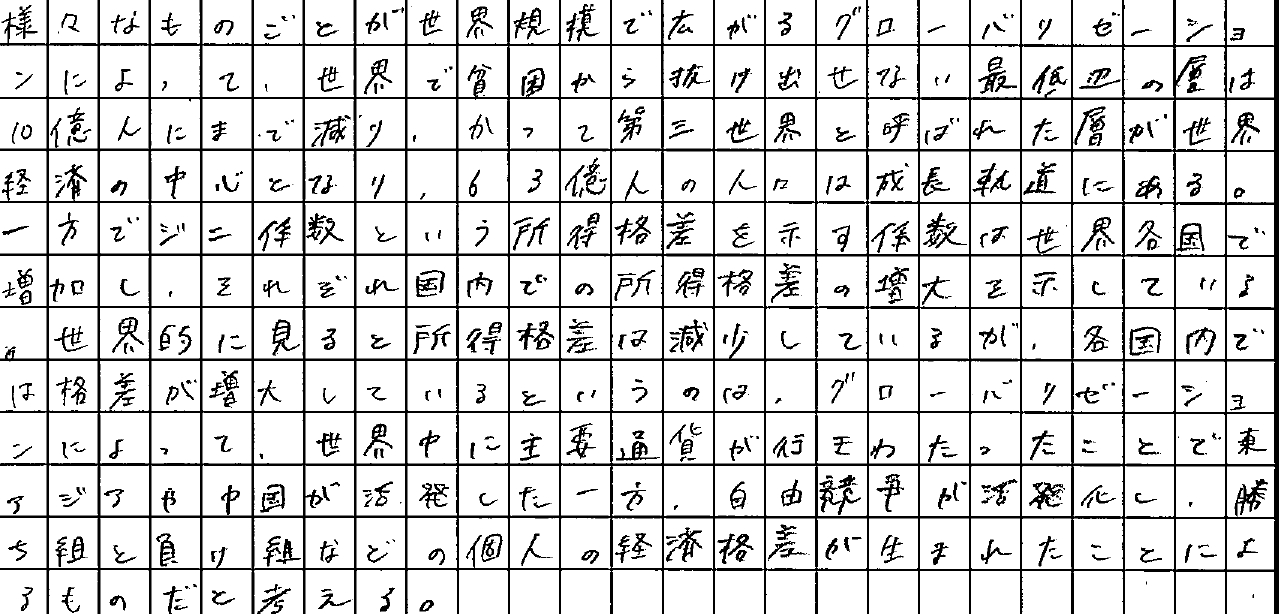 様々なものごとが世界規模で広がるグローバリゼーショ
ンによって、世界で貧困から抜け出せない最低辺の層は
10億人にまで減り、かつて第三世界と呼ばれた層が世界
経済の中心となり、63億人の人口は成長軌道にある。
一方でジニ係数という所得格差を示す係数は世界各国で
増加し、それぞれ国内での所得格差の増大を示している
。世界的に見ると所得格差は減少しているが、各国内で
は格差が増大しているというのは、グローバリゼーショ
ンによって、世界中に主要通貨が行きわたったことで東
アジアや中国が活発した一方、自由競争が活発化し、勝
ち組と負け組などの個人の経済格差が生まれたことによ
るものだと考える。